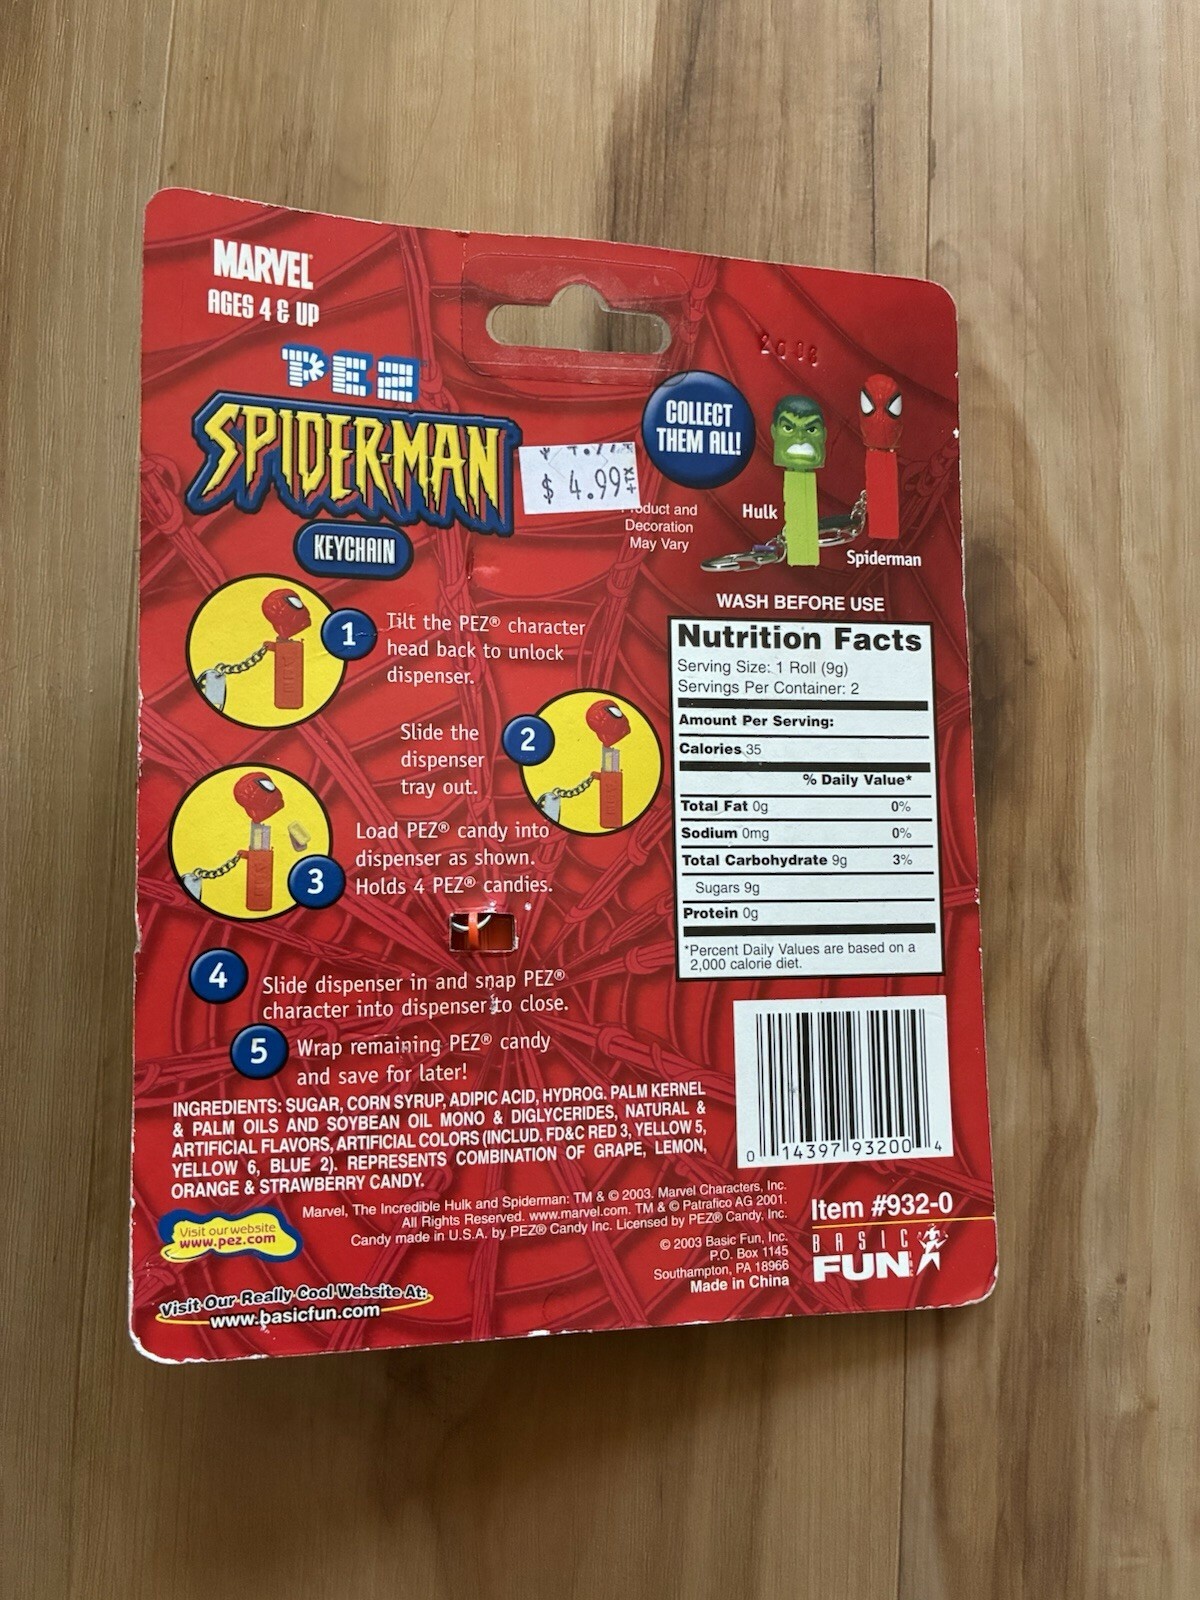 MARVEL
AGES 4 & UP
PEZ
SPIDER-MAN
KEYCHAIN
$ 4.99
COLLECT
THEM ALL!
Product and
Decoration
May Vary
Hulk
Spiderman
1
Tilt the PEZ® character
head back to unlock
dispenser.
2
Slide the
dispenser
tray out.
3
Load PEZ® candy into
dispenser as shown.
Holds 4 PEZ® candies.
4
Slide dispenser in and snap PEZ®
character into dispenser to close.
5
Wrap remaining PEZ® candy
and save for later!
WASH BEFORE USE
Nutrition Facts
Serving Size: 1 Roll (9g)
Servings Per Container: 2
Amount Per Serving:
Calories 35
% Daily Value*
Total Fat 0g 0%
Sodium 0mg 0%
Total Carbohydrate 9g 3%
Sugars 9g
Protein 0g
*Percent Daily Values are based on a
2,000 calorie diet.
0 14397 93200 4
INGREDIENTS: SUGAR, CORN SYRUP, ADIPIC ACID, HYDROG. PALM KERNEL
& PALM OILS AND SOYBEAN OIL MONO & DIGLYCERIDES, NATURAL &
ARTIFICIAL FLAVORS, ARTIFICIAL COLORS (INCLUD. FD&C RED 3, YELLOW 5,
YELLOW 6, BLUE 2). REPRESENTS COMBINATION OF GRAPE, LEMON,
ORANGE & STRAWBERRY CANDY.
Marvel, The Incredible Hulk and Spiderman: TM & © 2003. Marvel Characters, Inc.
All Rights Reserved. www.marvel.com. TM & © Patrafico AG 2001.
Candy made in U.S.A. by PEZ® Candy Inc. Licensed by PEZ® Candy, Inc.
© 2003 Basic Fun, Inc.
P.O. Box 1145
Southampton, PA 18966
Made in China
Item #932-0
BASIC
FUN
Visit our website
www.pez.com
Visit Our Really Cool Website At:
www.basicfun.com